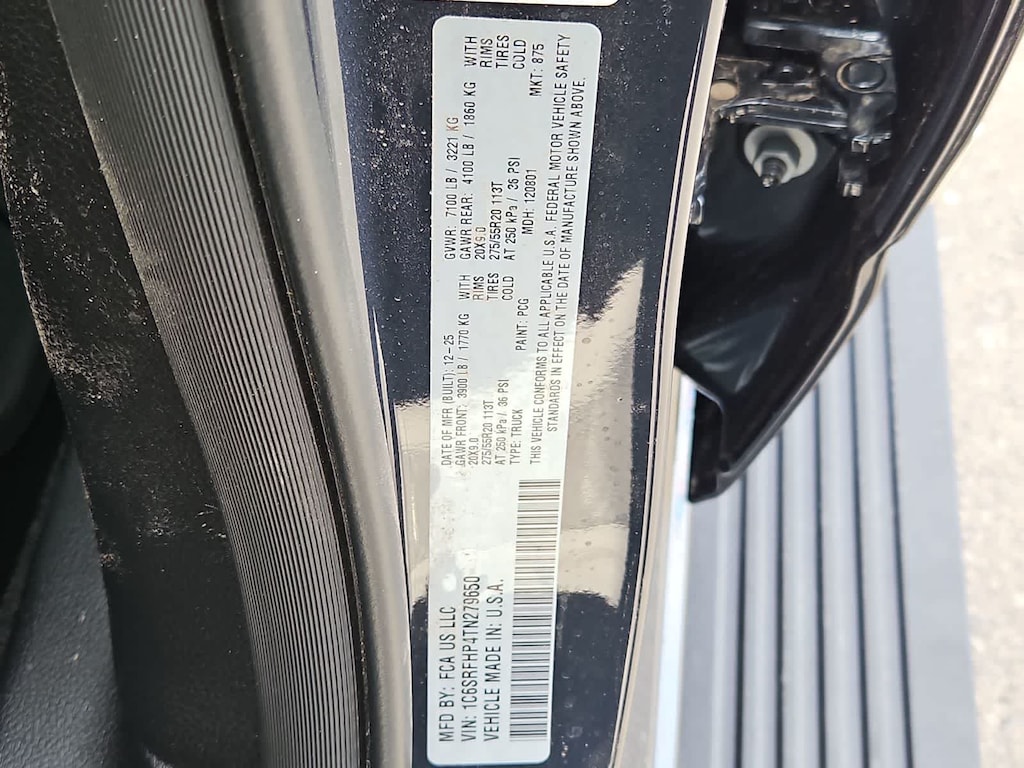 MFD BY: FCA US LLC
VIN: 1C6SRFHP4TN279650
VEHICLE MADE IN: U.S.A.
DATE OF MFR (BUILT): 12-25
GAWR FRONT: 3900 LB / 1770 KG WITH
20X9.0 RIMS
275/55R20 113T TIRES
AT 250 kPa / 36 PSI COLD
TYPE: TRUCK
GVWR: 7100 LB / 3221 KG
GAWR REAR: 4100 LB / 1860 KG WITH
20X9.0 RIMS
275/55R20 113T TIRES
AT 250 kPa / 36 PSI COLD
PAINT: PCG MDH: 120801 MKT: 875
THIS VEHICLE CONFORMS TO ALL APPLICABLE U.S.A. FEDERAL MOTOR VEHICLE SAFETY
STANDARDS IN EFFECT ON THE DATE OF MANUFACTURE SHOWN ABOVE.